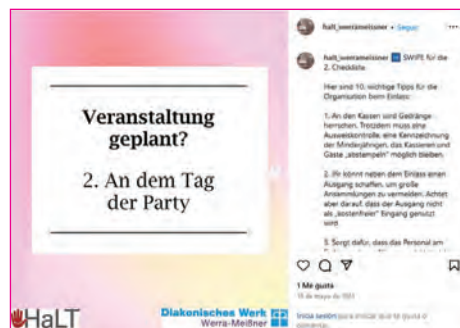 Veranstaltung
geplant?
2. An dem Tag
der Party
HaLT
Diakonisches Werk
Werra-Meißner
halt_werrameissner • Seguir
halt_werrameissner ➡ SWIPE für die
2. Checkliste
Hier sind 10. wichtige Tipps für die
Organisation beim Einlass:
1. An den Kassen wird Gedränge
herrschen. Trotzdem muss eine
Ausweiskontrolle, eine Kennzeichnung
der Minderjährigen, das Kassieren und
Gäste „abstempeln“ möglich bleiben.
2. Ihr könnt neben dem Einlass einen
Ausgang schaffen, um große
Ansammlungen zu vermeiden. Achtet
aber darauf, dass der Ausgang nicht
als „kostenfreier“ Eingang genutzt
wird.
3. Sorgt dafür, dass das Personal am
1 Me gusta
de mayo de
Inicia sesión para indicar que te gusta o
comentar.